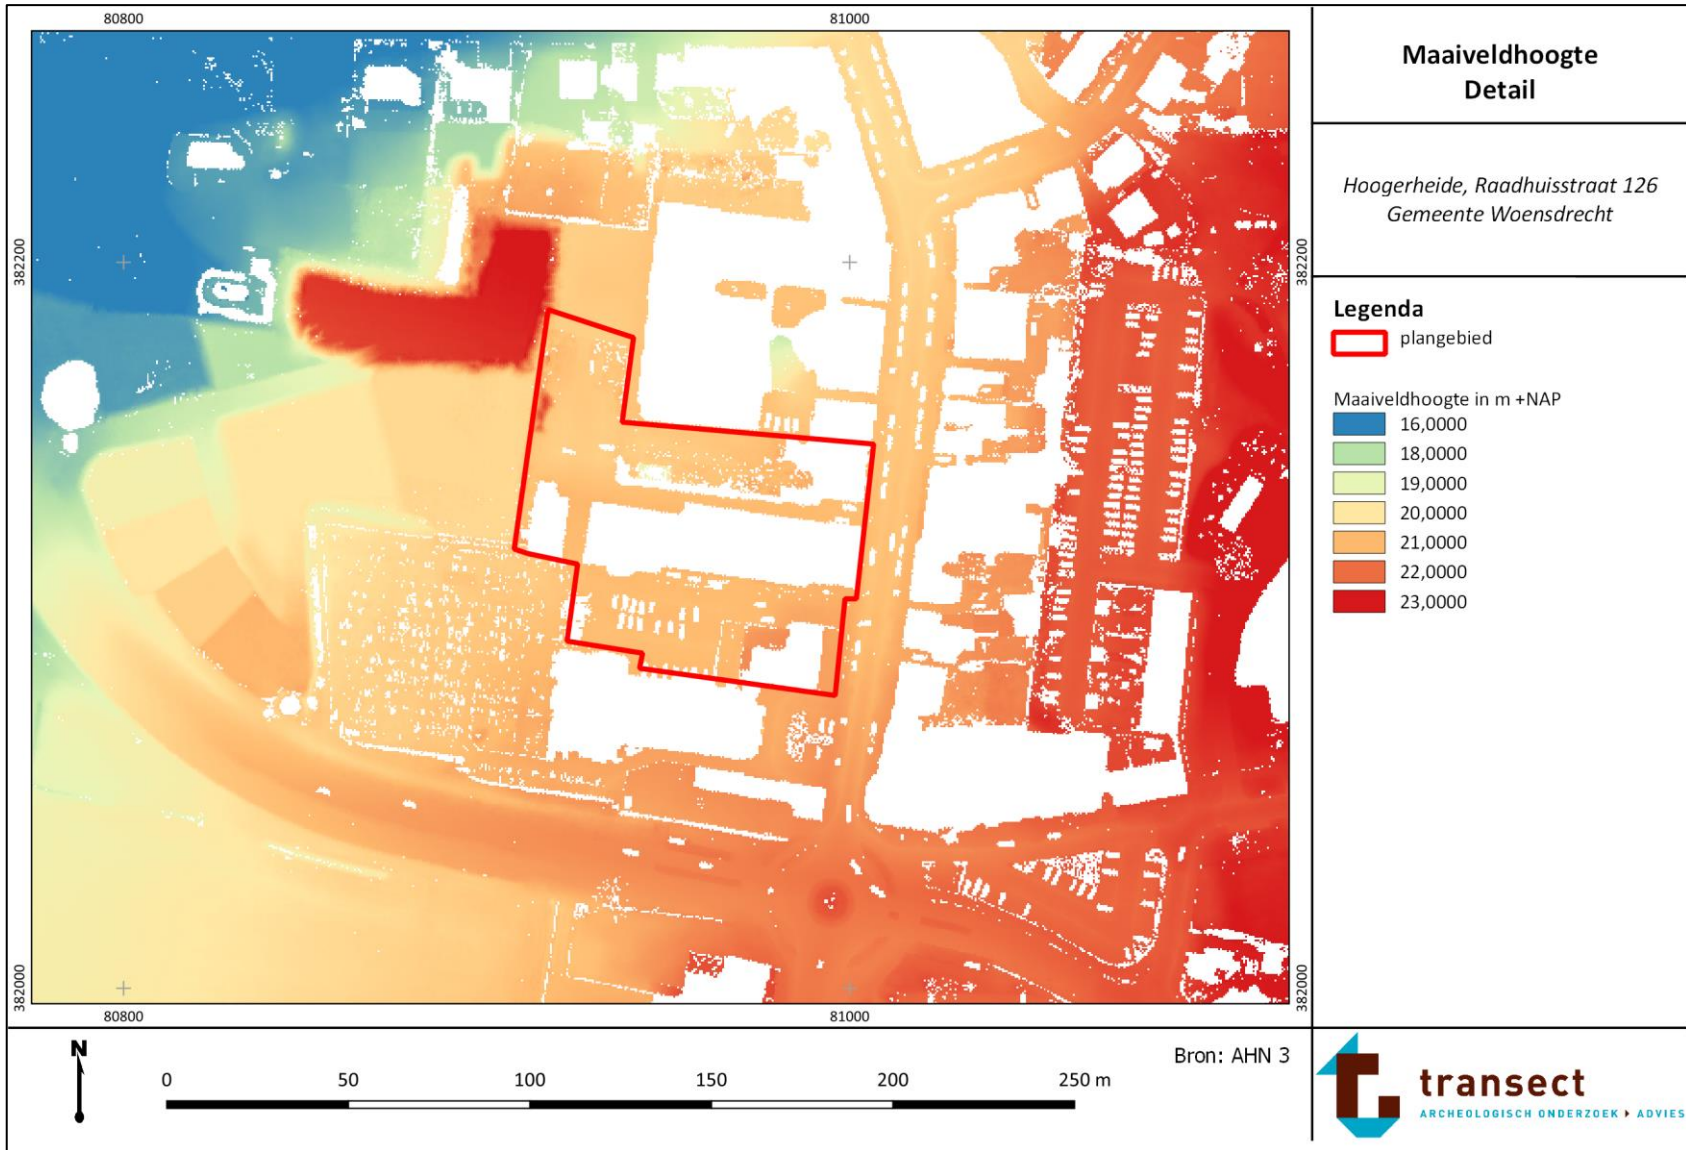 80800
81000
382200
382200
382000
382000
80800
81000
Maaiveldhoogte
Detail
Hoogerheide, Raadhuisstraat 126
Gemeente Woensdrecht
Legenda
plangebied
Maaiveldhoogte in m +NAP
16,0000
18,0000
19,0000
20,0000
21,0000
22,0000
23,0000
N
0 50 100 150 200 250 m
Bron: AHN 3
transect
ARCHEOLOGISCH ONDERZOEK ▸ ADVIES